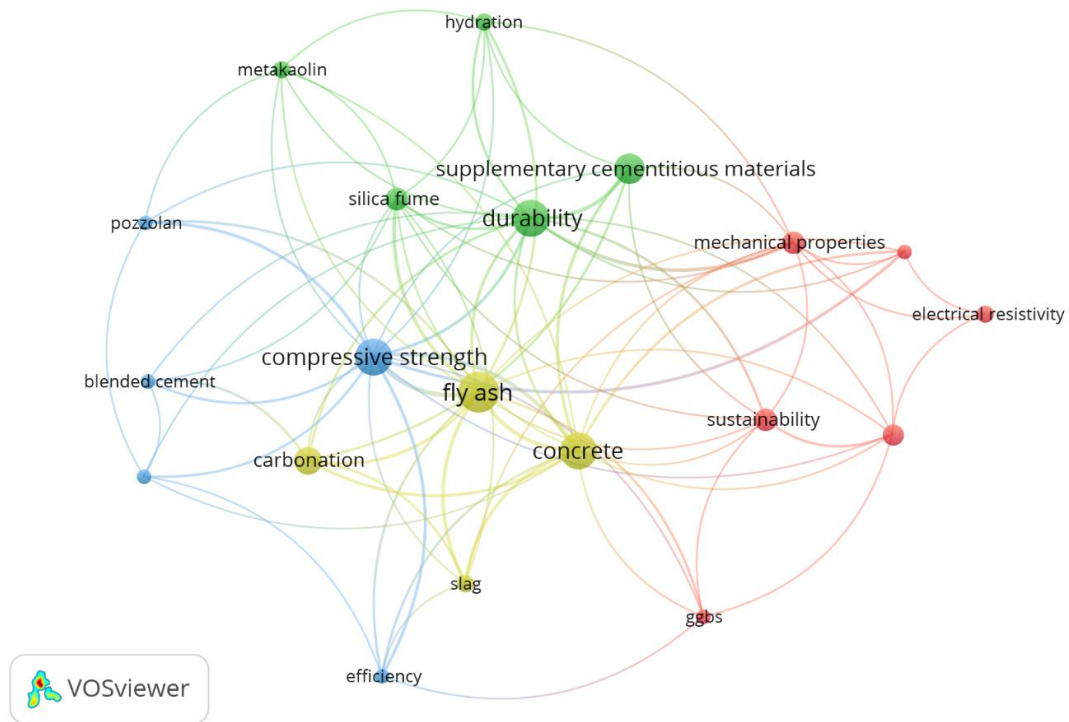 hydration
metakaolin
supplementary cementitious materials
silica fume
durability
pozzolan
mechanical properties
electrical resistivity
compressive strength
blended cement
fly ash
sustainability
concrete
carbonation
slag
ggbs
efficiency
VOSviewer